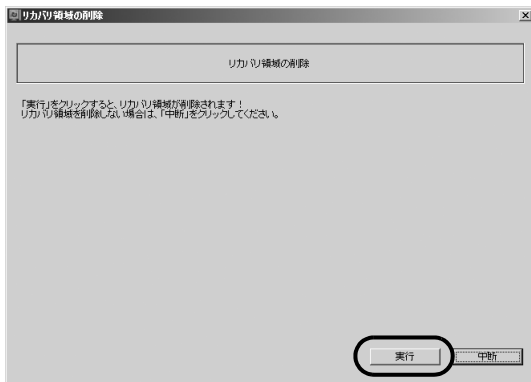 リカバリ領域の削除
リカバリ領域の削除
「実行」をクリックすると、リカバリ領域が削除されます！
リカバリ領域を削除しない場合は、「中断」をクリックしてください。
実行
中断